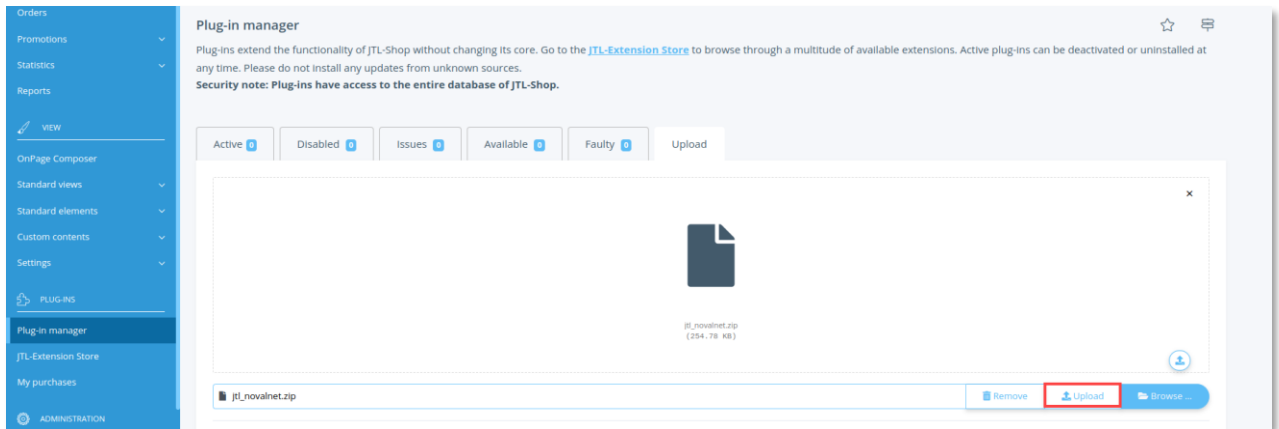 Orders
Promotions
Statistics
Reports
VIEW
OnPage Composer
Standard views
Standard elements
Custom contents
Settings
PLUG-INS
Plug-in manager
JTL-Extension Store
My purchases
ADMINISTRATION
Plug-in manager
Plug-ins extend the functionality of JTL-Shop without changing its core. Go to the JTL-Extension Store to browse through a multitude of available extensions. Active plug-ins can be deactivated or uninstalled at
any time. Please do not install any updates from unknown sources.
Security note: Plug-ins have access to the entire database of JTL-Shop.
Active 0 Disabled 0 Issues 0 Available 0 Faulty 0 Upload
jtl_novalnet.zip
(254.78 KB)
jtl_novalnet.zip Remove Upload Browse ...